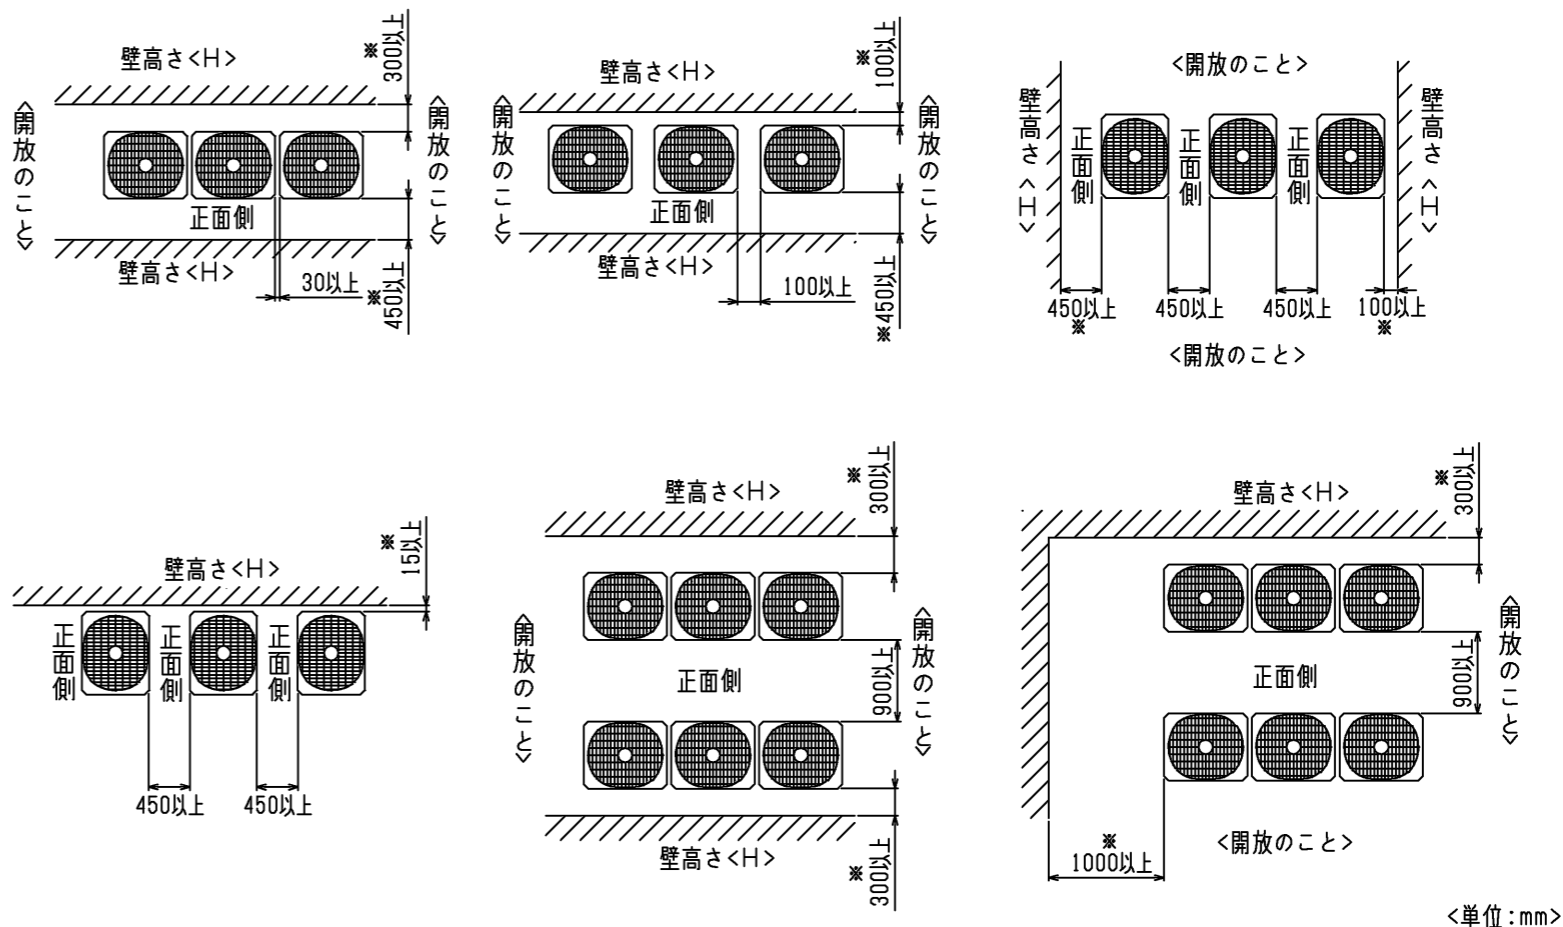 壁高さ<H>
※
300以上
<開放のこと>
<開放のこと>
正面側
壁高さ<H>
30以上
※
450以上
壁高さ<H>
※
100以上
<開放のこと>
<開放のこと>
正面側
壁高さ<H>
100以上
※450以上
<開放のこと>
壁高さ<H>
正面側
正面側
正面側
壁高さ<H>
450以上
※
450以上
450以上
100以上
※
<開放のこと>
壁高さ<H>
※
15以上
正面側
正面側
正面側
450以上
450以上
壁高さ<H>
※
300以上
<開放のこと>
正面側
900以上
<開放のこと>
壁高さ<H>
※
300以上
壁高さ<H>
※
300以上
正面側
900以上
<開放のこと>
※
1000以上
<開放のこと>
<単位:mm>